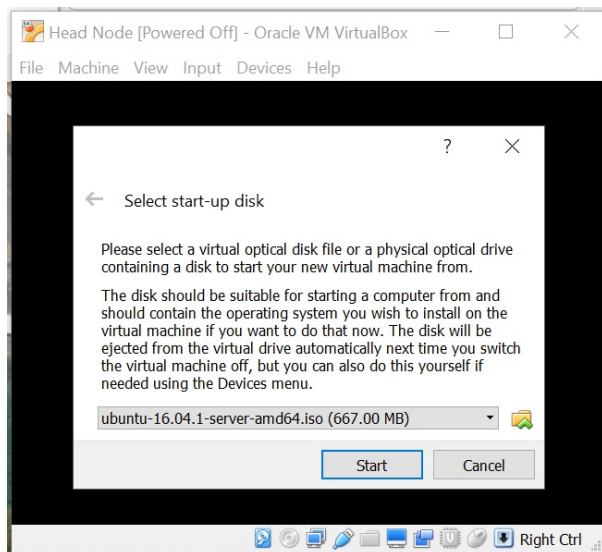 Head Node [Powered Off] - Oracle VM VirtualBox
File Machine View Input Devices Help
?
Select start-up disk
Please select a virtual optical disk file or a physical optical drive
containing a disk to start your new virtual machine from.
The disk should be suitable for starting a computer from and
should contain the operating system you wish to install on the
virtual machine if you want to do that now. The disk will be
ejected from the virtual drive automatically next time you switch
the virtual machine off, but you can also do this yourself if
needed using the Devices menu.
ubuntu-16.04.1-server-amd64.iso (667.00 MB)
Start Cancel
Right Ctrl